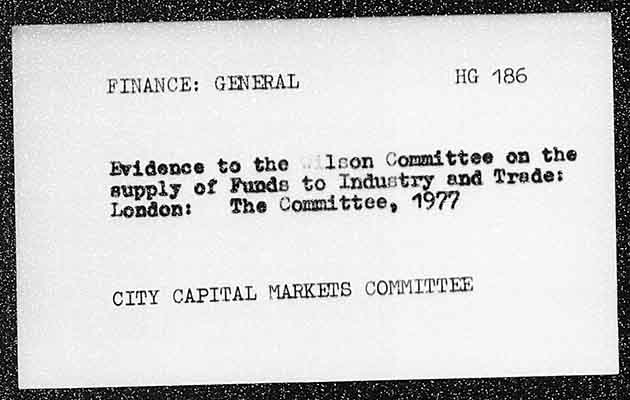 FINANCE: GENERAL HG 186
Evidence to the Wilson Committee on the
supply of Funds to Industry and Trade:
London: The Committee, 1977
CITY CAPITAL MARKETS COMMITTEE